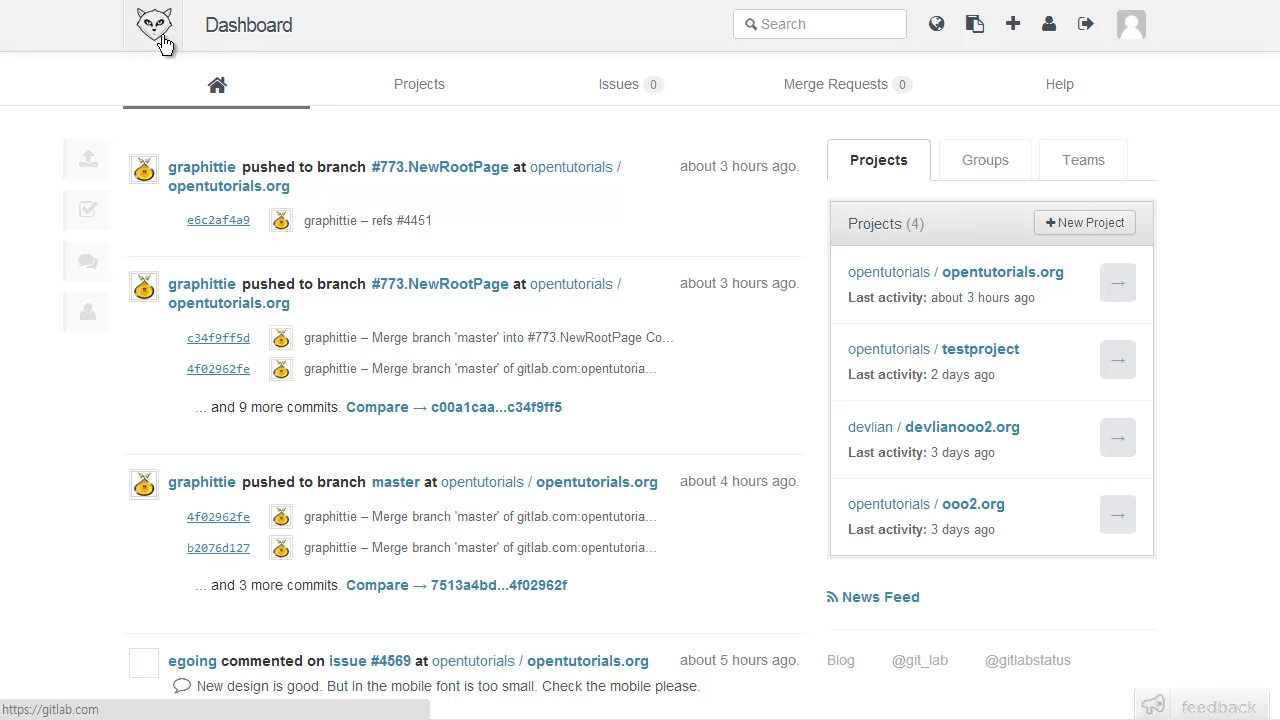 Dashboard
Search
Projects
Issues 0
Merge Requests 0
Help
graphittie pushed to branch #773.NewRootPage at opentutorials /
opentutorials.org
about 3 hours ago.
e6c2af4a9 graphittie – refs #4451
graphittie pushed to branch #773.NewRootPage at opentutorials /
opentutorials.org
about 3 hours ago.
c34f9ff5d graphittie – Merge branch 'master' into #773.NewRootPage Co...
4f02962fe graphittie – Merge branch 'master' of gitlab.com:opentutoria...
... and 9 more commits. Compare → c00a1caa...c34f9ff5
graphittie pushed to branch master at opentutorials / opentutorials.org
about 4 hours ago.
4f02962fe graphittie – Merge branch 'master' of gitlab.com:opentutoria...
b2076d127 graphittie – Merge branch 'master' of gitlab.com:opentutoria...
... and 3 more commits. Compare → 7513a4bd...4f02962f
egoing commented on issue #4569 at opentutorials / opentutorials.org
about 5 hours ago.
New design is good. But In the mobile font is too small. Check the mobile please.
Projects
Groups
Teams
Projects (4)
New Project
opentutorials / opentutorials.org
Last activity: about 3 hours ago
→
opentutorials / testproject
Last activity: 2 days ago
→
devlian / devlianooo2.org
Last activity: 3 days ago
→
opentutorials / ooo2.org
Last activity: 3 days ago
→
News Feed
Blog
@git_lab
@gitlabstatus
https://gitlab.com
feedback